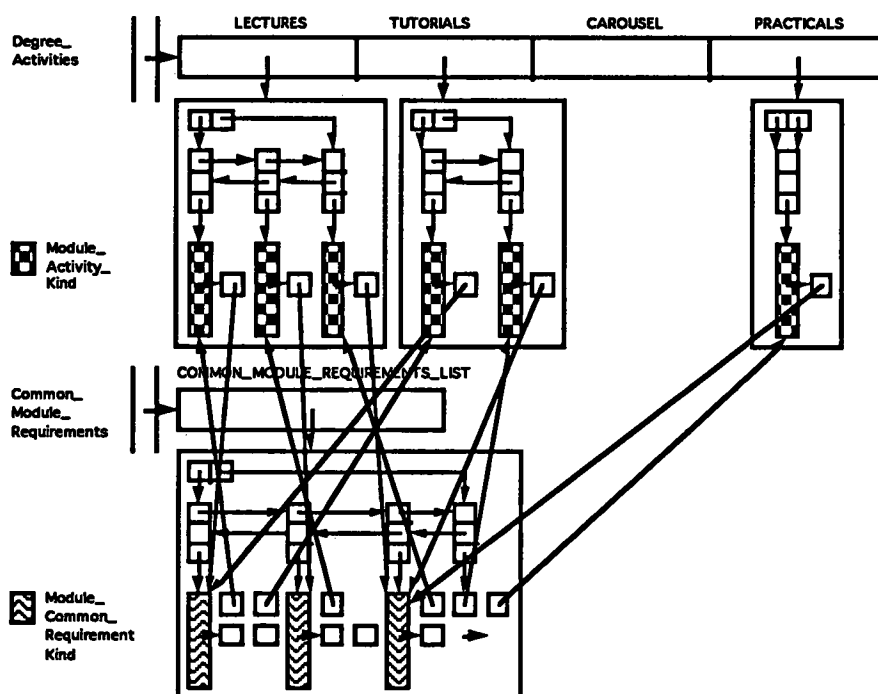 LECTURES TUTORIALS CAROUSEL PRACTICALS
Degree_
Activities
Module_
Activity_
Kind
COMMON_MODULE_REQUIREMENTS_LIST
Common_
Module_
Requirements
Module_
Common_
Requirement
Kind